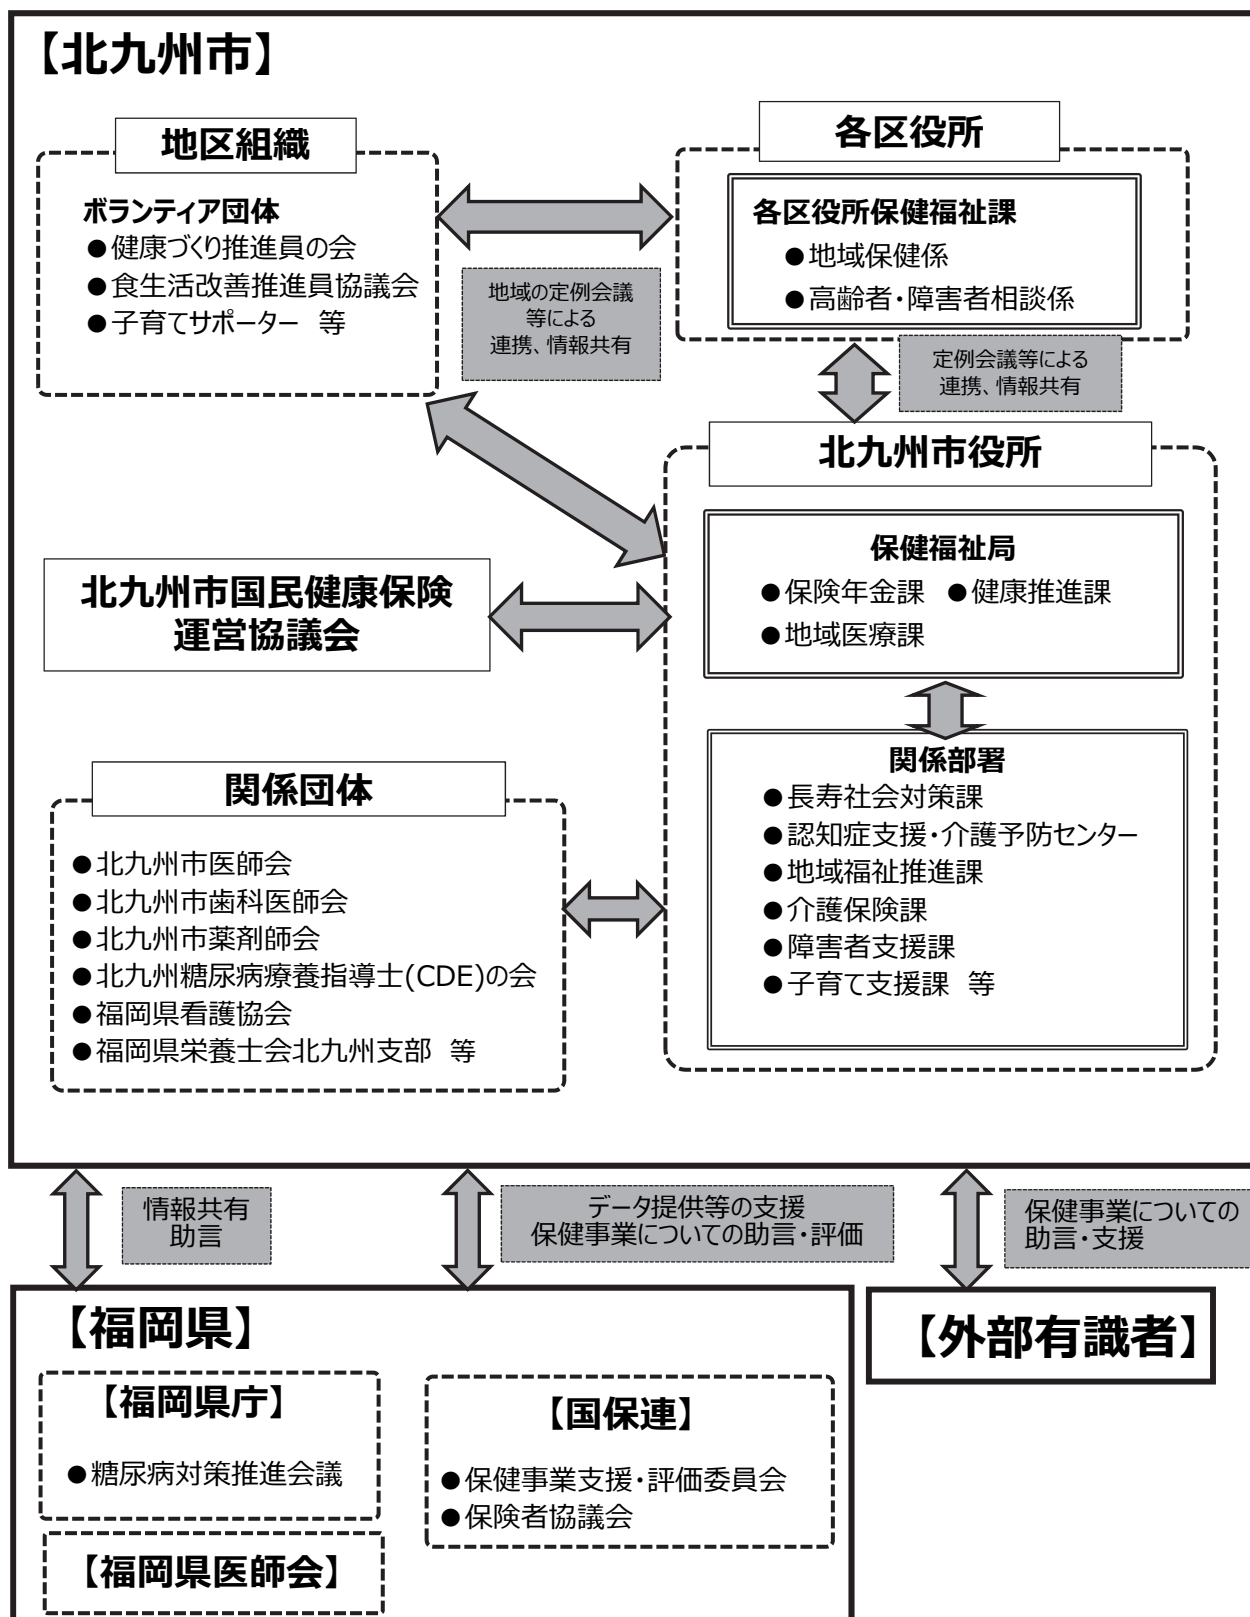 【北九州市】
地区組織
ボランティア団体
●健康づくり推進員の会
●食生活改善推進員協議会
●子育てサポーター 等
各区役所
各区役所保健福祉課
●地域保健係
●高齢者・障害者相談係
地域の定例会議
等による
連携、情報共有
定例会議等による
連携、情報共有
北九州市役所
保健福祉局
●保険年金課 ●健康推進課
●地域医療課
北九州市国民健康保険
運営協議会
関係部署
●長寿社会対策課
●認知症支援・介護予防センター
●地域福祉推進課
●介護保険課
●障害者支援課
●子育て支援課 等
関係団体
●北九州市医師会
●北九州市歯科医師会
●北九州市薬剤師会
●北九州糖尿病療養指導士(CDE)の会
●福岡県看護協会
●福岡県栄養士会北九州支部 等
情報共有
助言
データ提供等の支援
保健事業についての助言・評価
保健事業についての
助言・支援
【福岡県】
【福岡県庁】
●糖尿病対策推進会議
【福岡県医師会】
【国保連】
●保健事業支援・評価委員会
●保険者協議会
【外部有識者】